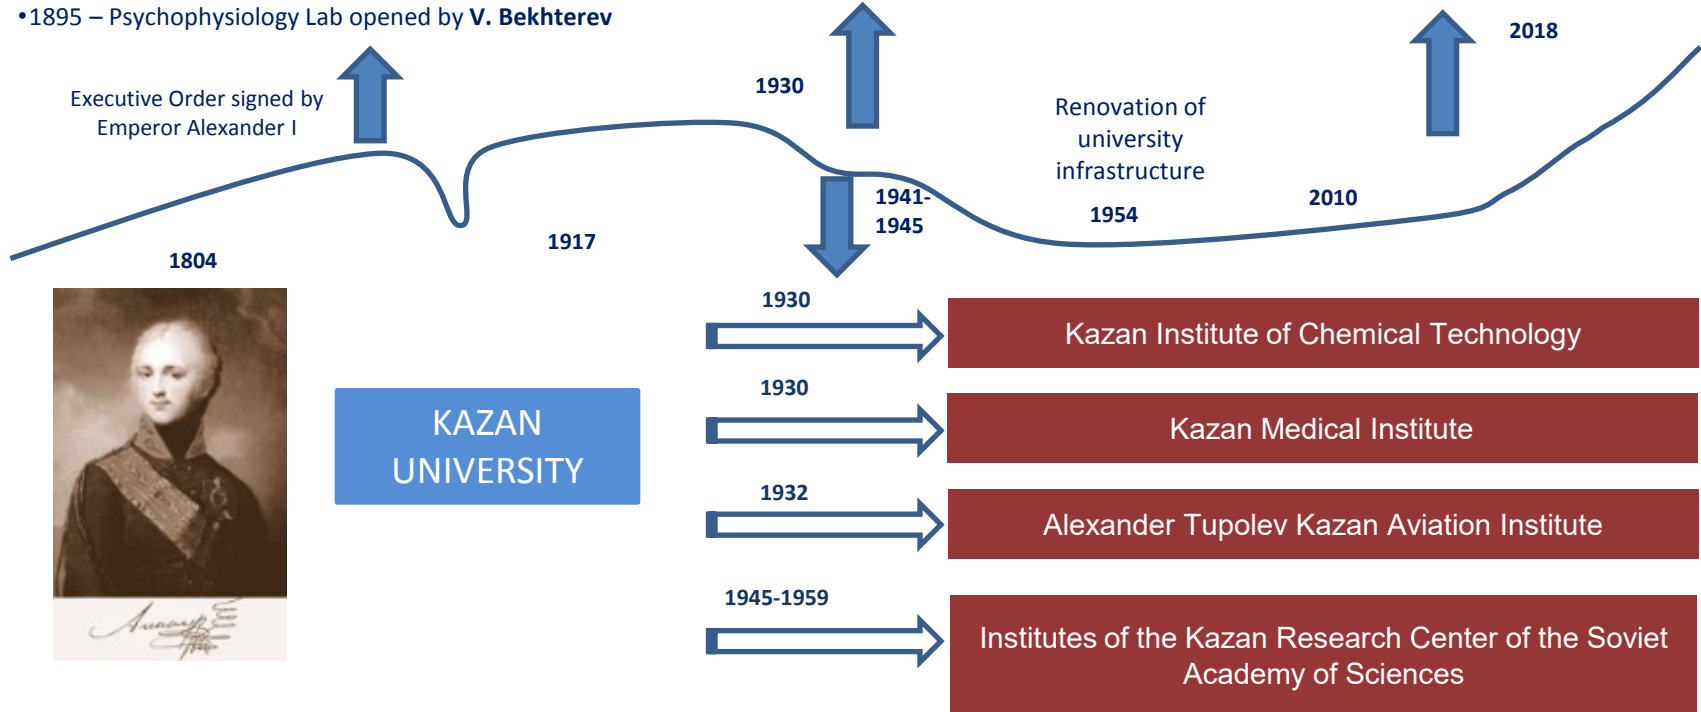 •1895 – Psychophysiology Lab opened by V. Bekhterev
2018
Executive Order signed by
Emperor Alexander I
1930
Renovation of
university
infrastructure
1941-
1945
1954
2010
1917
1804
1930
Kazan Institute of Chemical Technology
KAZAN
UNIVERSITY
1930
Kazan Medical Institute
1932
Alexander Tupolev Kazan Aviation Institute
1945-1959
Institutes of the Kazan Research Center of the Soviet
Academy of Sciences